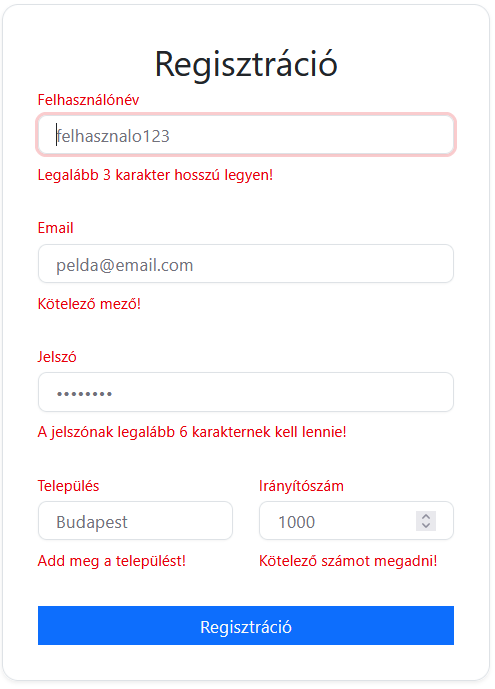 Regisztráció
Felhasználónév
felhasznalo123
Legalább 3 karakter hosszú legyen!
Email
pelda@email.com
Kötelező mező!
Jelszó
••••••••
A jelszónak legalább 6 karakternek kell lennie!
Település Irányítószám
Budapest 1000
Add meg a települést! Kötelező számot megadni!
Regisztráció